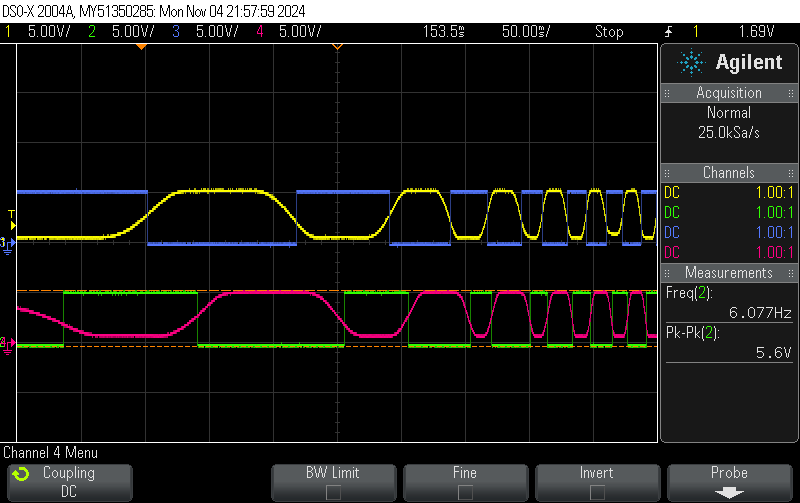 DSO-X 2004A, MY51350285: Mon Nov 04 21:57:59 2024
1 5.00V/ 2 5.00V/ 3 5.00V/ 4 5.00V/ 153.5s 50.00s/ Stop 1 1.69V
Agilent
Acquisition
Normal
25.0kSa/s
Channels
DC 1.00:1
DC 1.00:1
DC 1.00:1
DC 1.00:1
Measurements
Freq(2):
6.077Hz
Pk-Pk(2):
5.6V
T
3
3
Channel 4 Menu
Coupling
DC
BW Limit
Fine
Invert
Probe